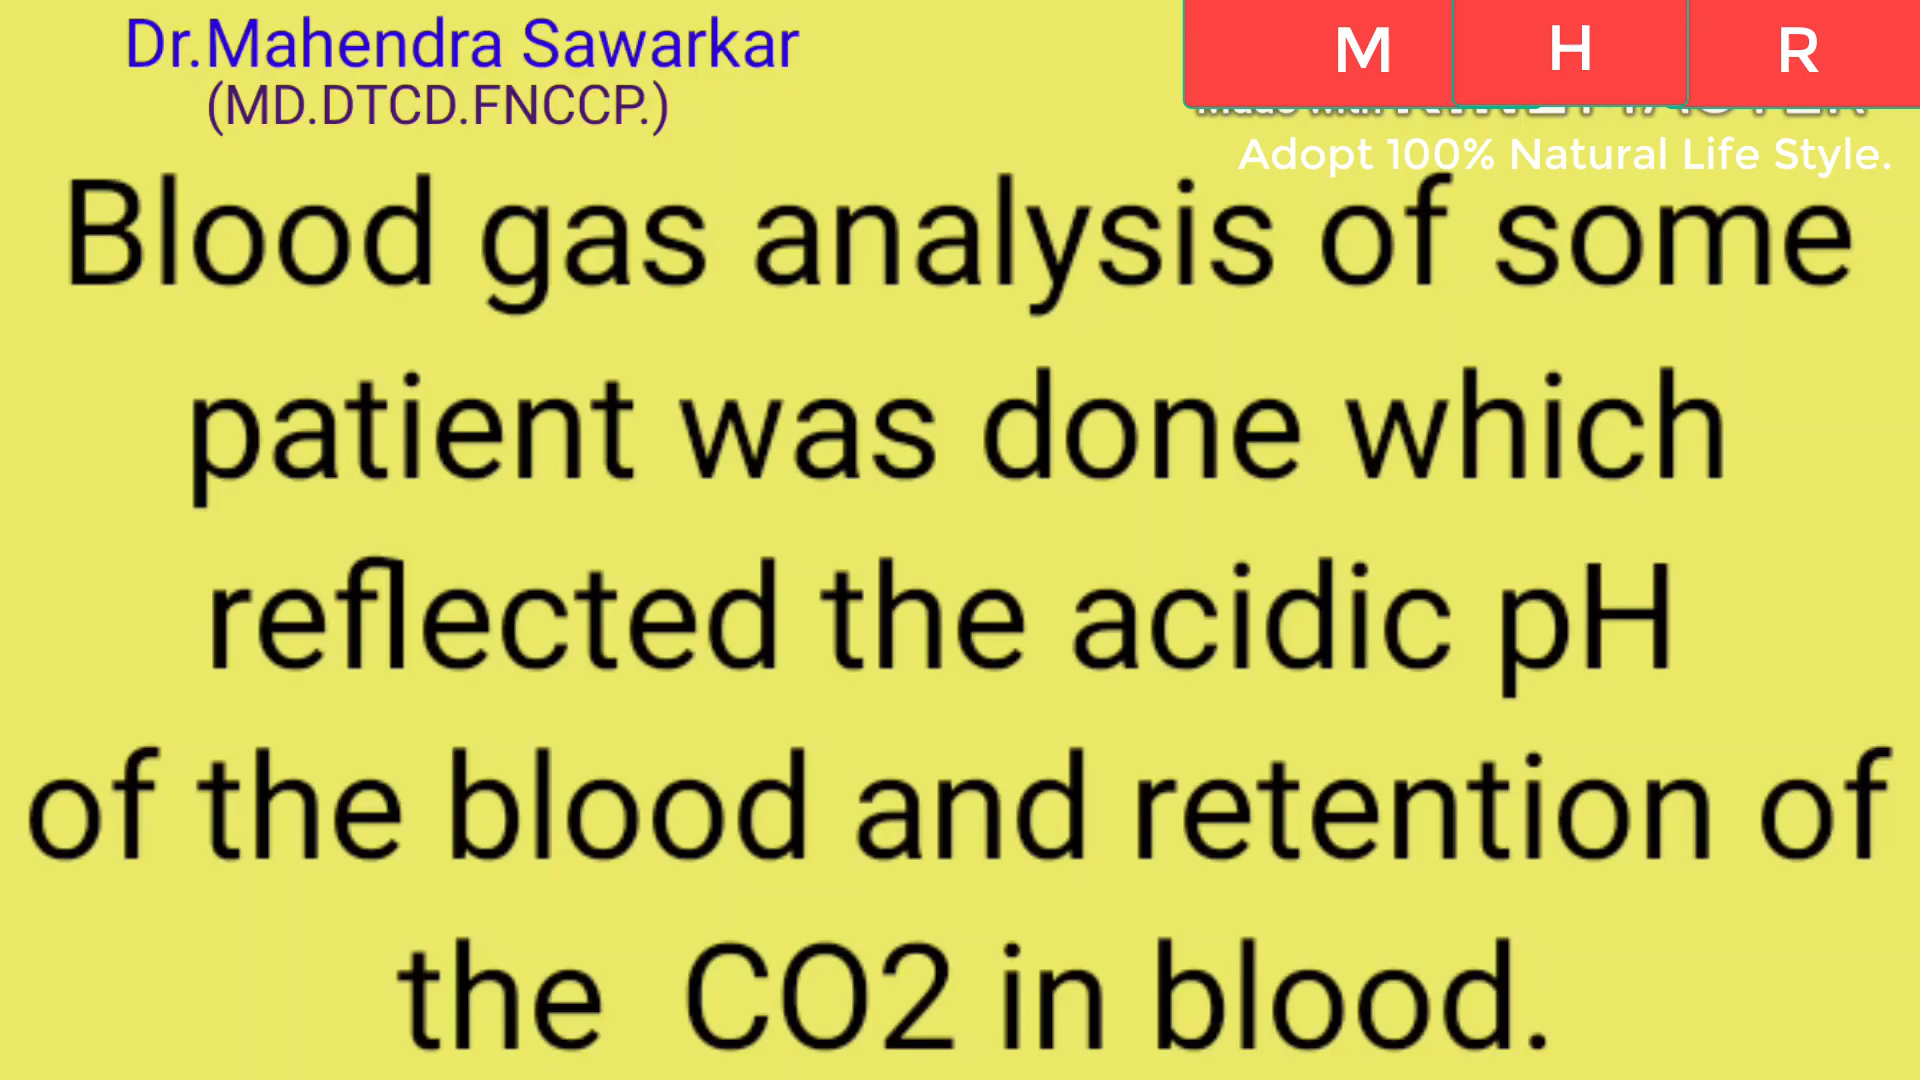 Dr.Mahendra Sawarkar
(MD.DTCD.FNCCP.)
M H R
Adopt 100% Natural Life Style.
Blood gas analysis of some
patient was done which
reflected the acidic pH
of the blood and retention of
the  CO2 in blood.